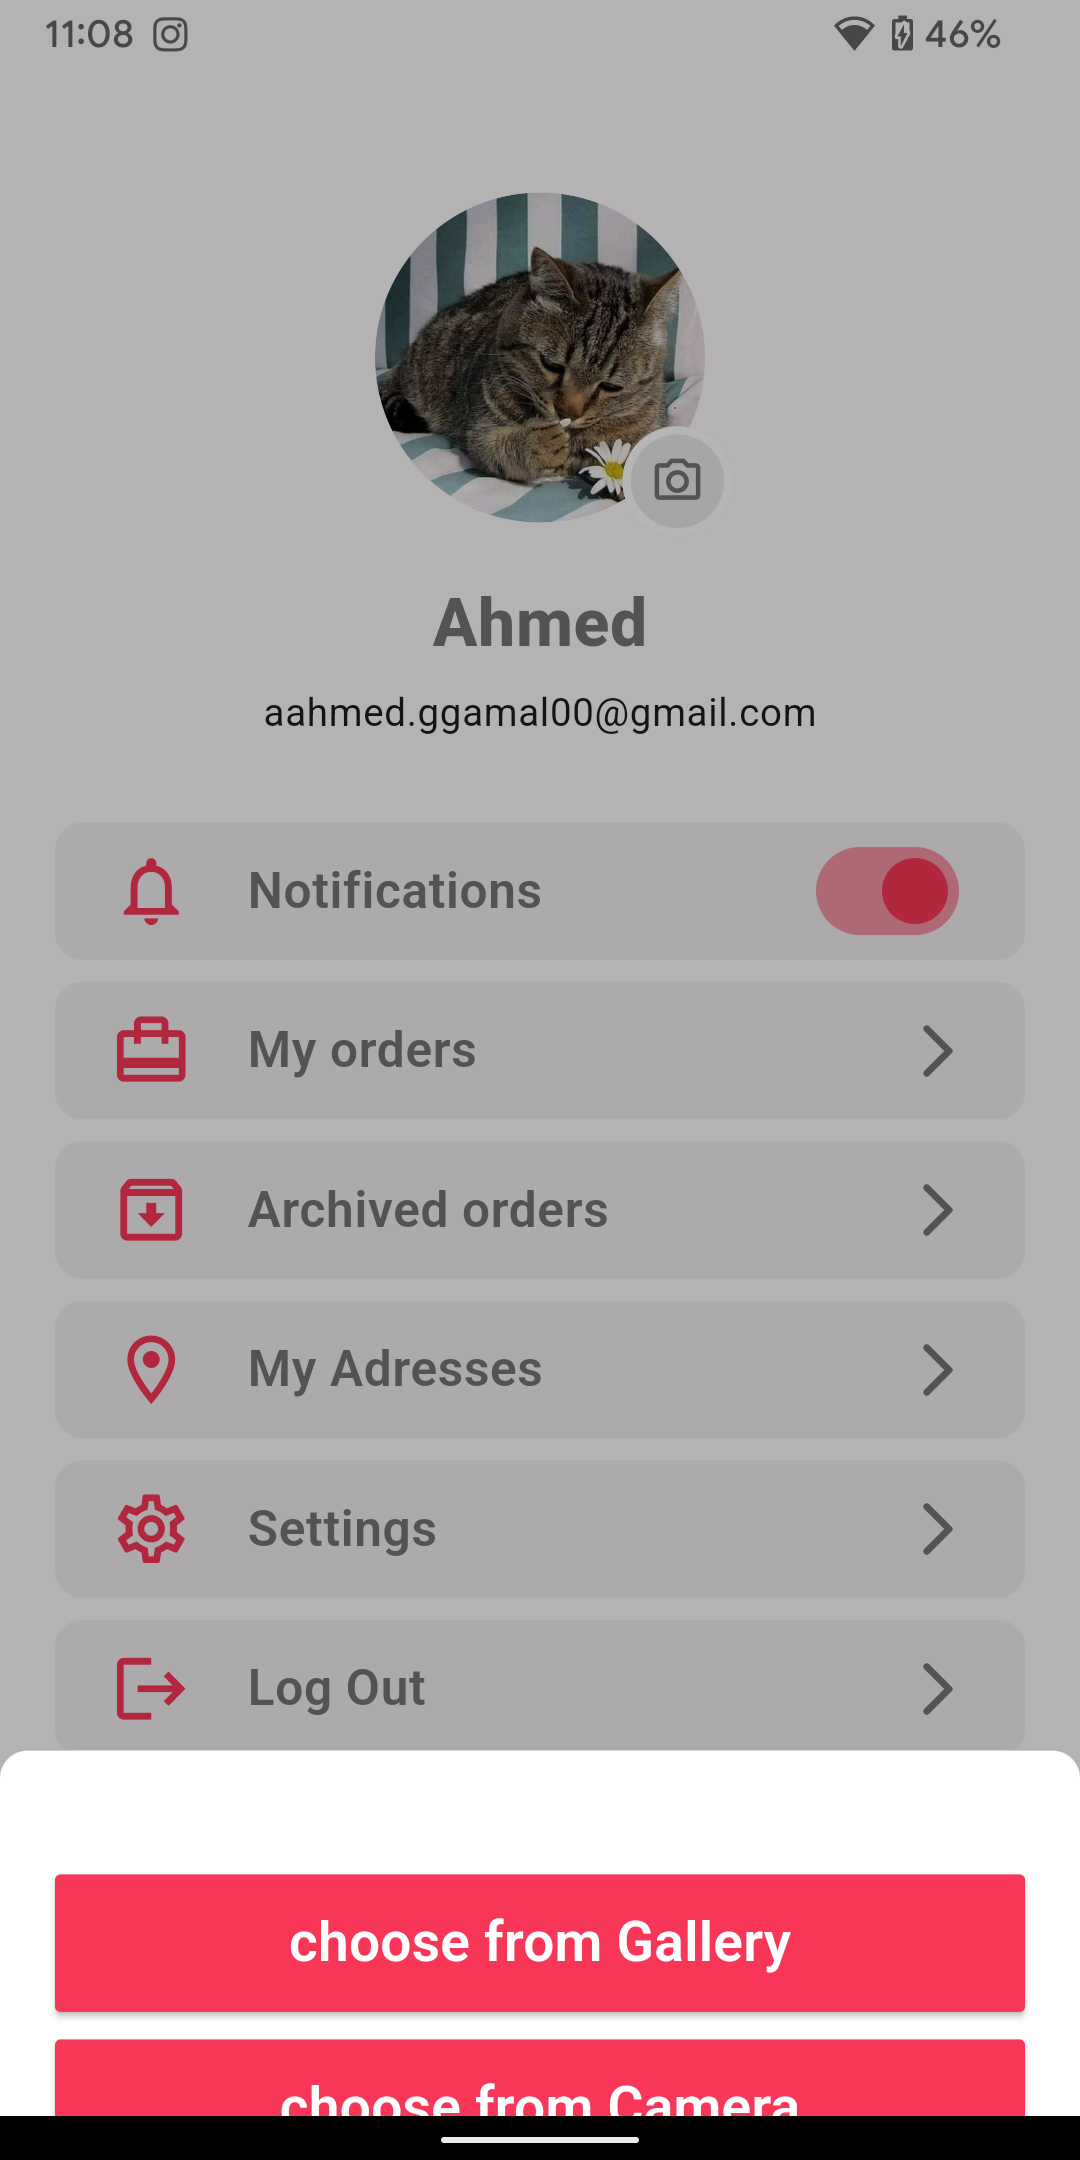 11:08
46%
Ahmed
aahmed.ggamal00@gmail.com
Notifications
My orders
Archived orders
My Adresses
Settings
Log Out
choose from Gallery
choose from Camera